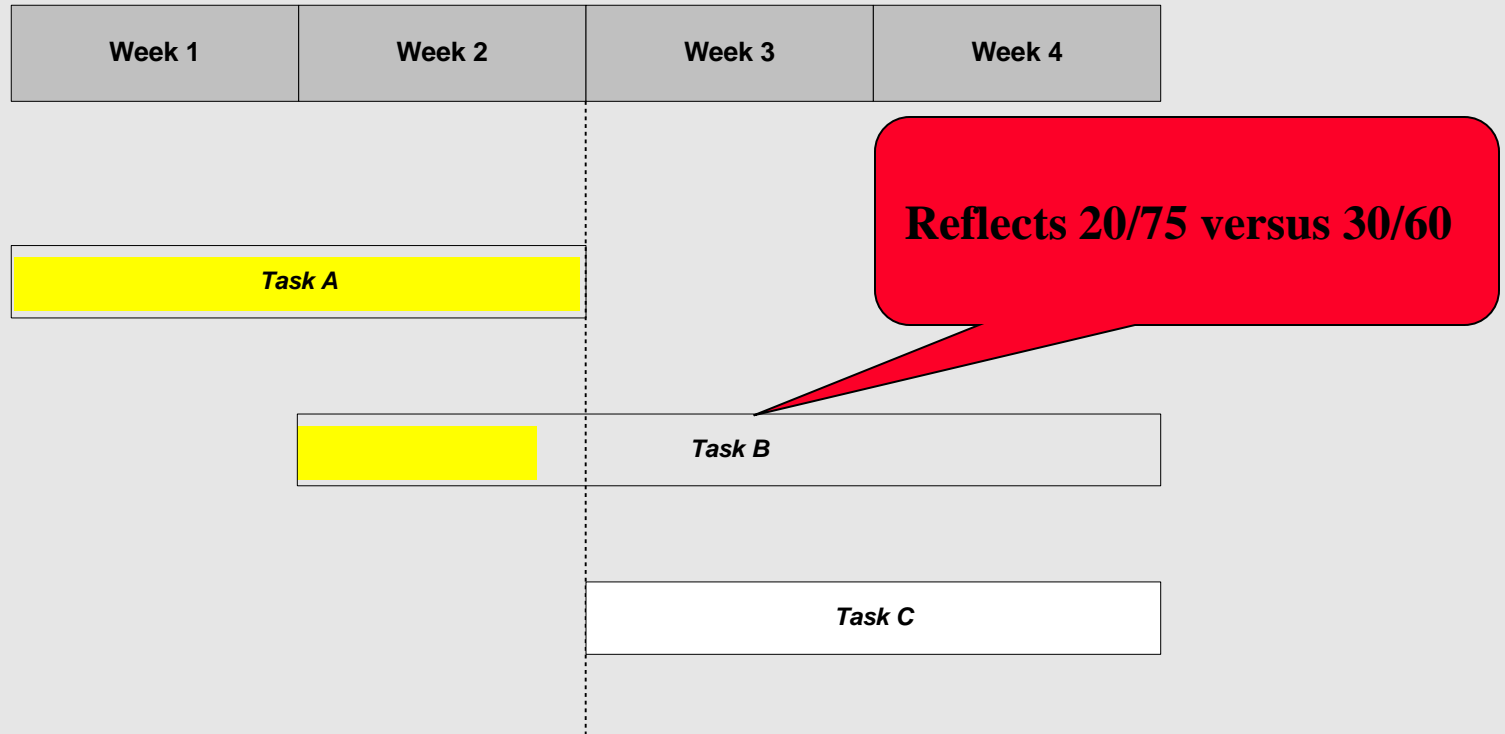 Week 1
Week 2
Week 3
Week 4
Reflects 20/75 versus 30/60
Task A
Task B
Task C